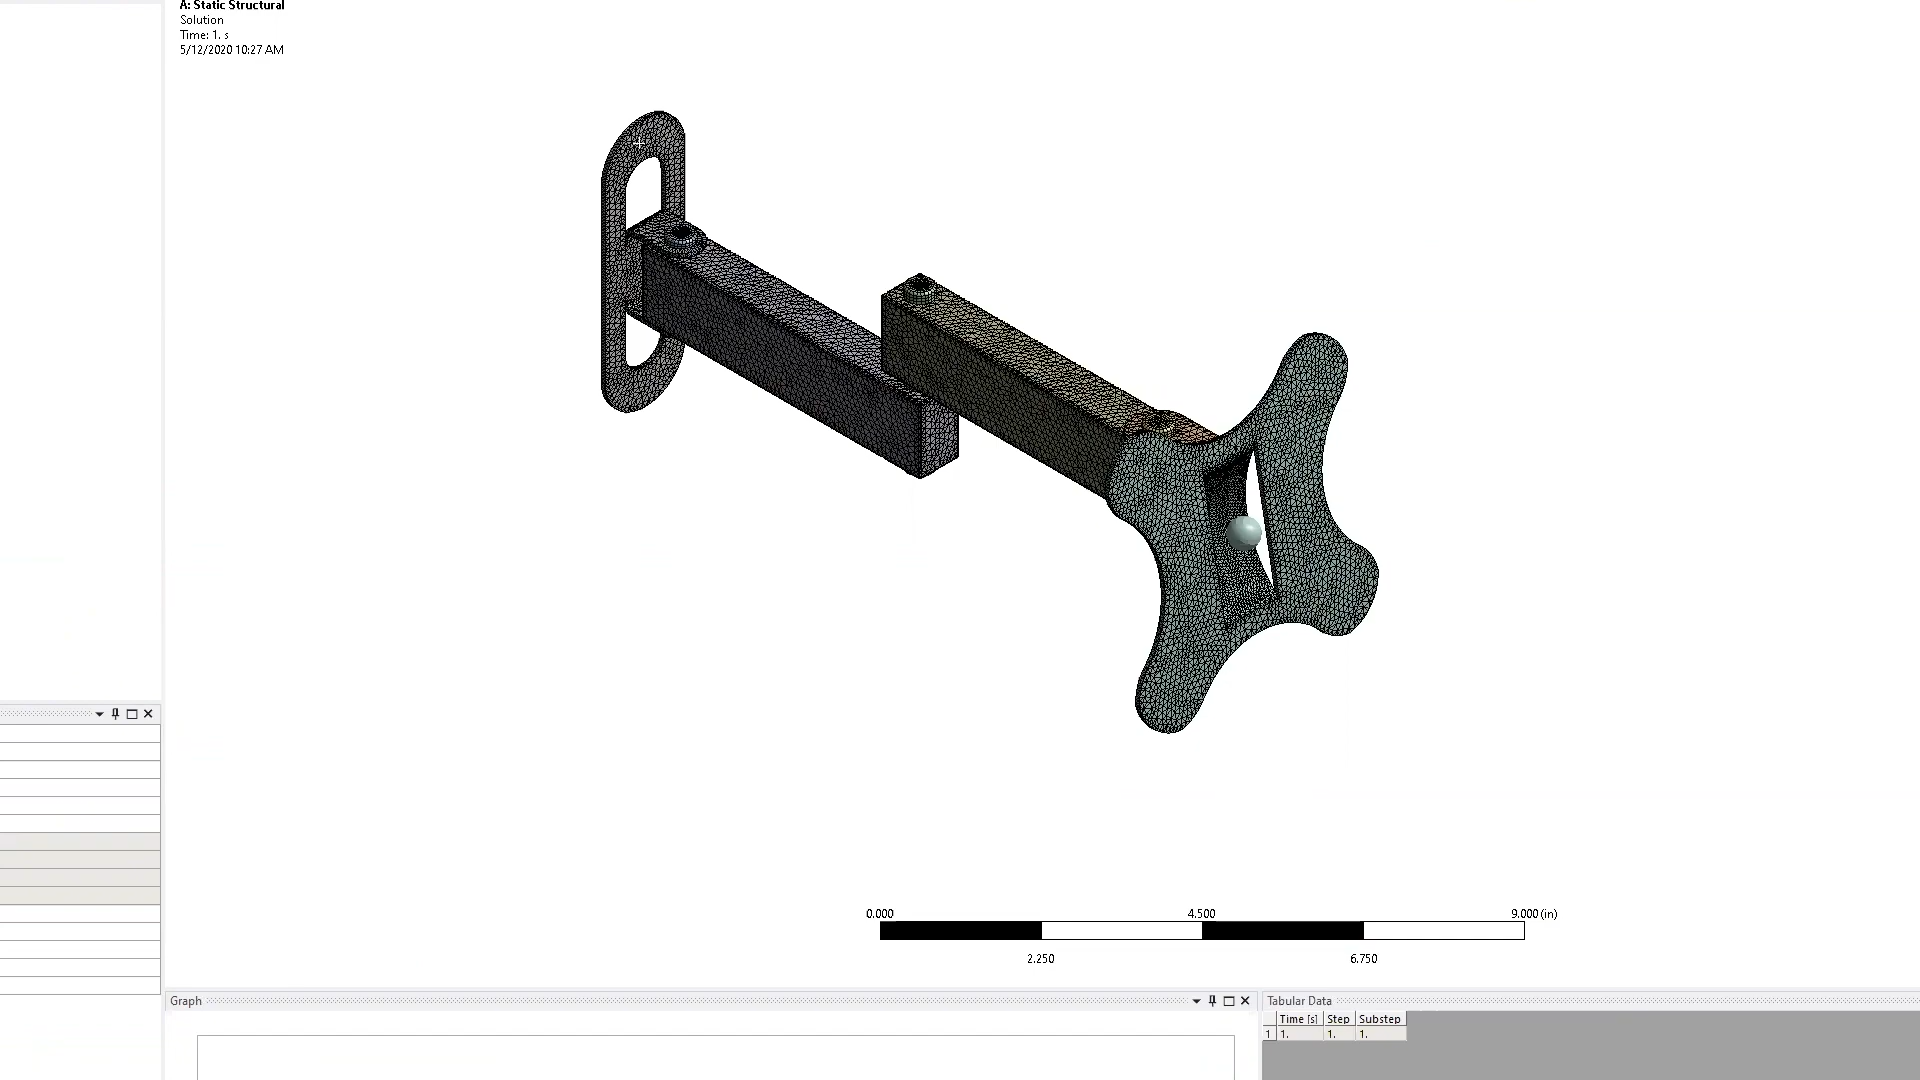 A: Static Structural
Solution
Time: 1. s
5/12/2020 10:27 AM
0.000 4.500 9.000 (in)
2.250 6.750
Graph
Tabular Data
Time [s] Step Substep
1 1. 1. 1.